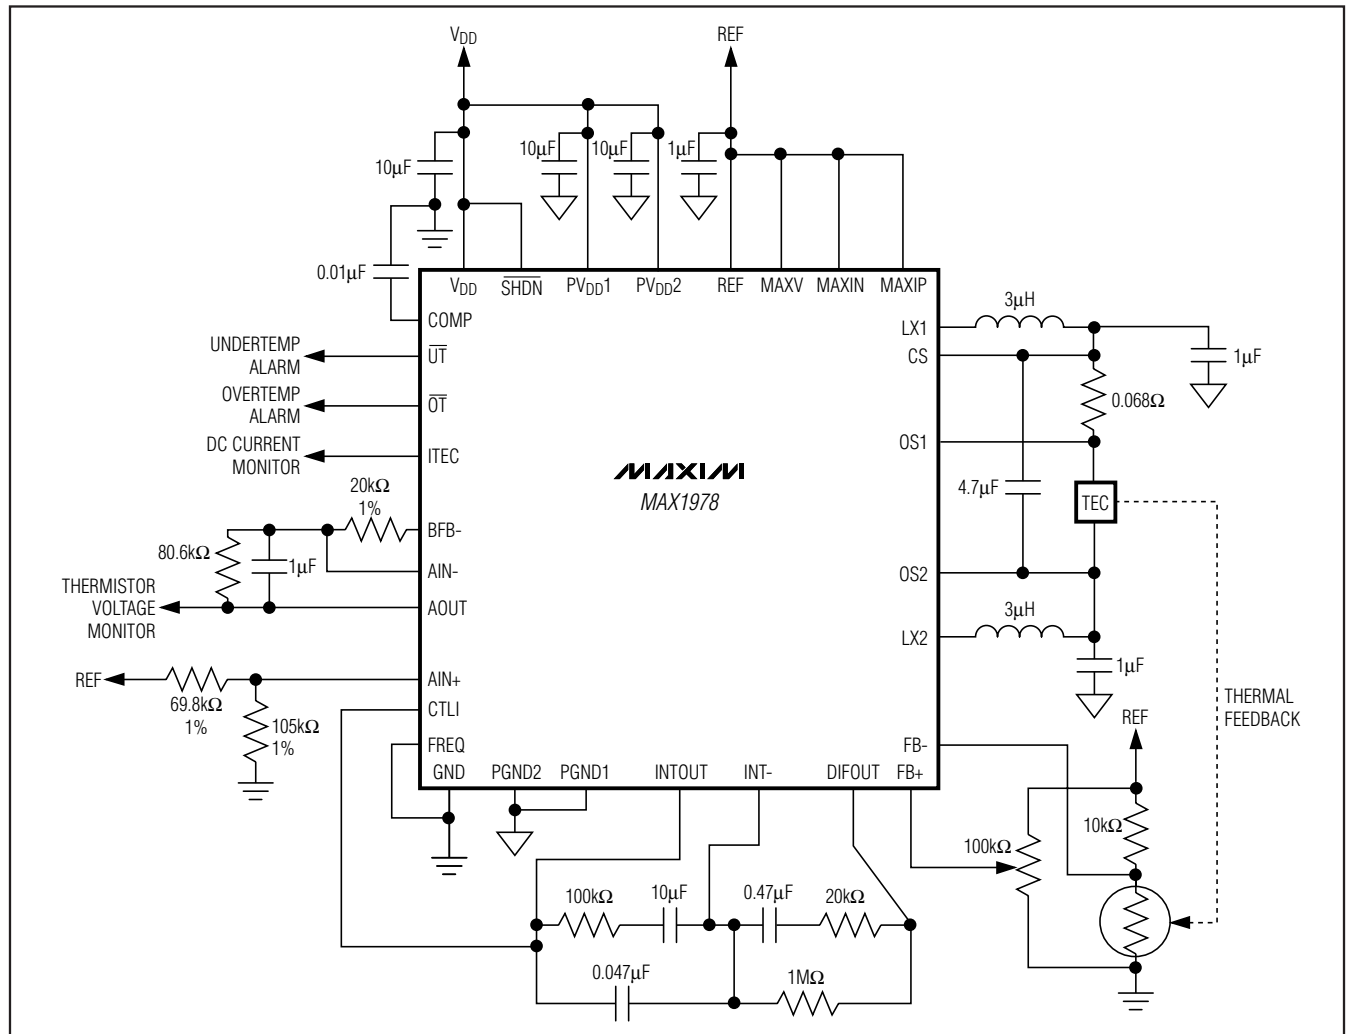 VDD
REF
10µF
10µF
10µF
1µF
0.01µF
VDD
SHDN
PVDD1
PVDD2
REF
MAXV
MAXIN
MAXIP
COMP
UNDERTEMP
ALARM
UT
OVERTEMP
ALARM
OT
DC CURRENT
MONITOR
ITEC
20kΩ
1%
BFB-
80.6kΩ
1µF
AIN-
THERMISTOR
VOLTAGE
MONITOR
AOUT
REF
69.8kΩ
1%
AIN+
105kΩ
1%
CTLI
FREQ
GND
PGND2
PGND1
INTOUT
INT-
DIFOUT
FB+
FB-
MAXIM
MAX1978
LX1
3µH
CS
1µF
0.068Ω
OS1
4.7µF
TEC
OS2
3µH
LX2
1µF
THERMAL
FEEDBACK
REF
10kΩ
100kΩ
100kΩ
10µF
0.47µF
20kΩ
0.047µF
1MΩ